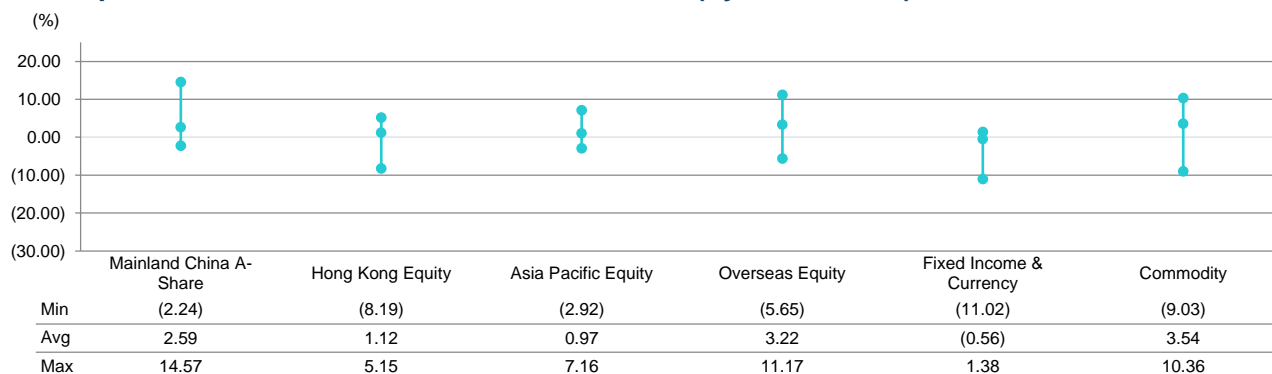 (%)
20.00
10.00
0.00
(10.00)
(20.00)
(30.00)
Mainland China A-
Share
Hong Kong Equity
Asia Pacific Equity
Overseas Equity
Fixed Income &
Currency
Commodity
Min (2.24) (8.19) (2.92) (5.65) (11.02) (9.03)
Avg 2.59 1.12 0.97 3.22 (0.56) 3.54
Max 14.57 5.15 7.16 11.17 1.38 10.36